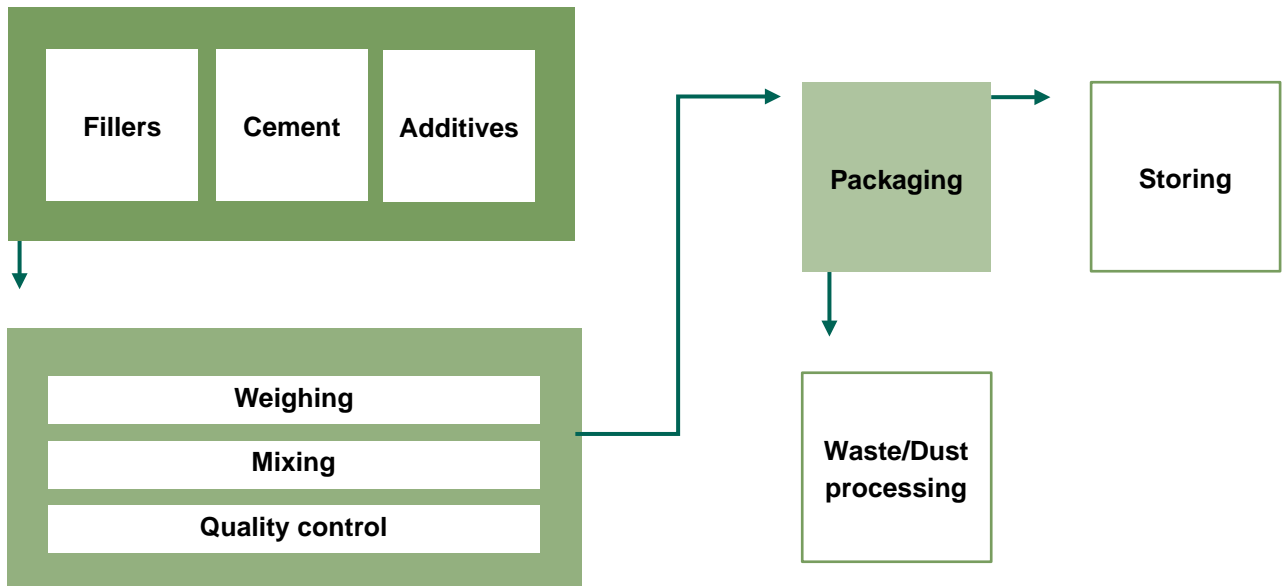 Fillers
Cement
Additives
Weighing
Mixing
Quality control
Packaging
Storing
Waste/Dust
processing